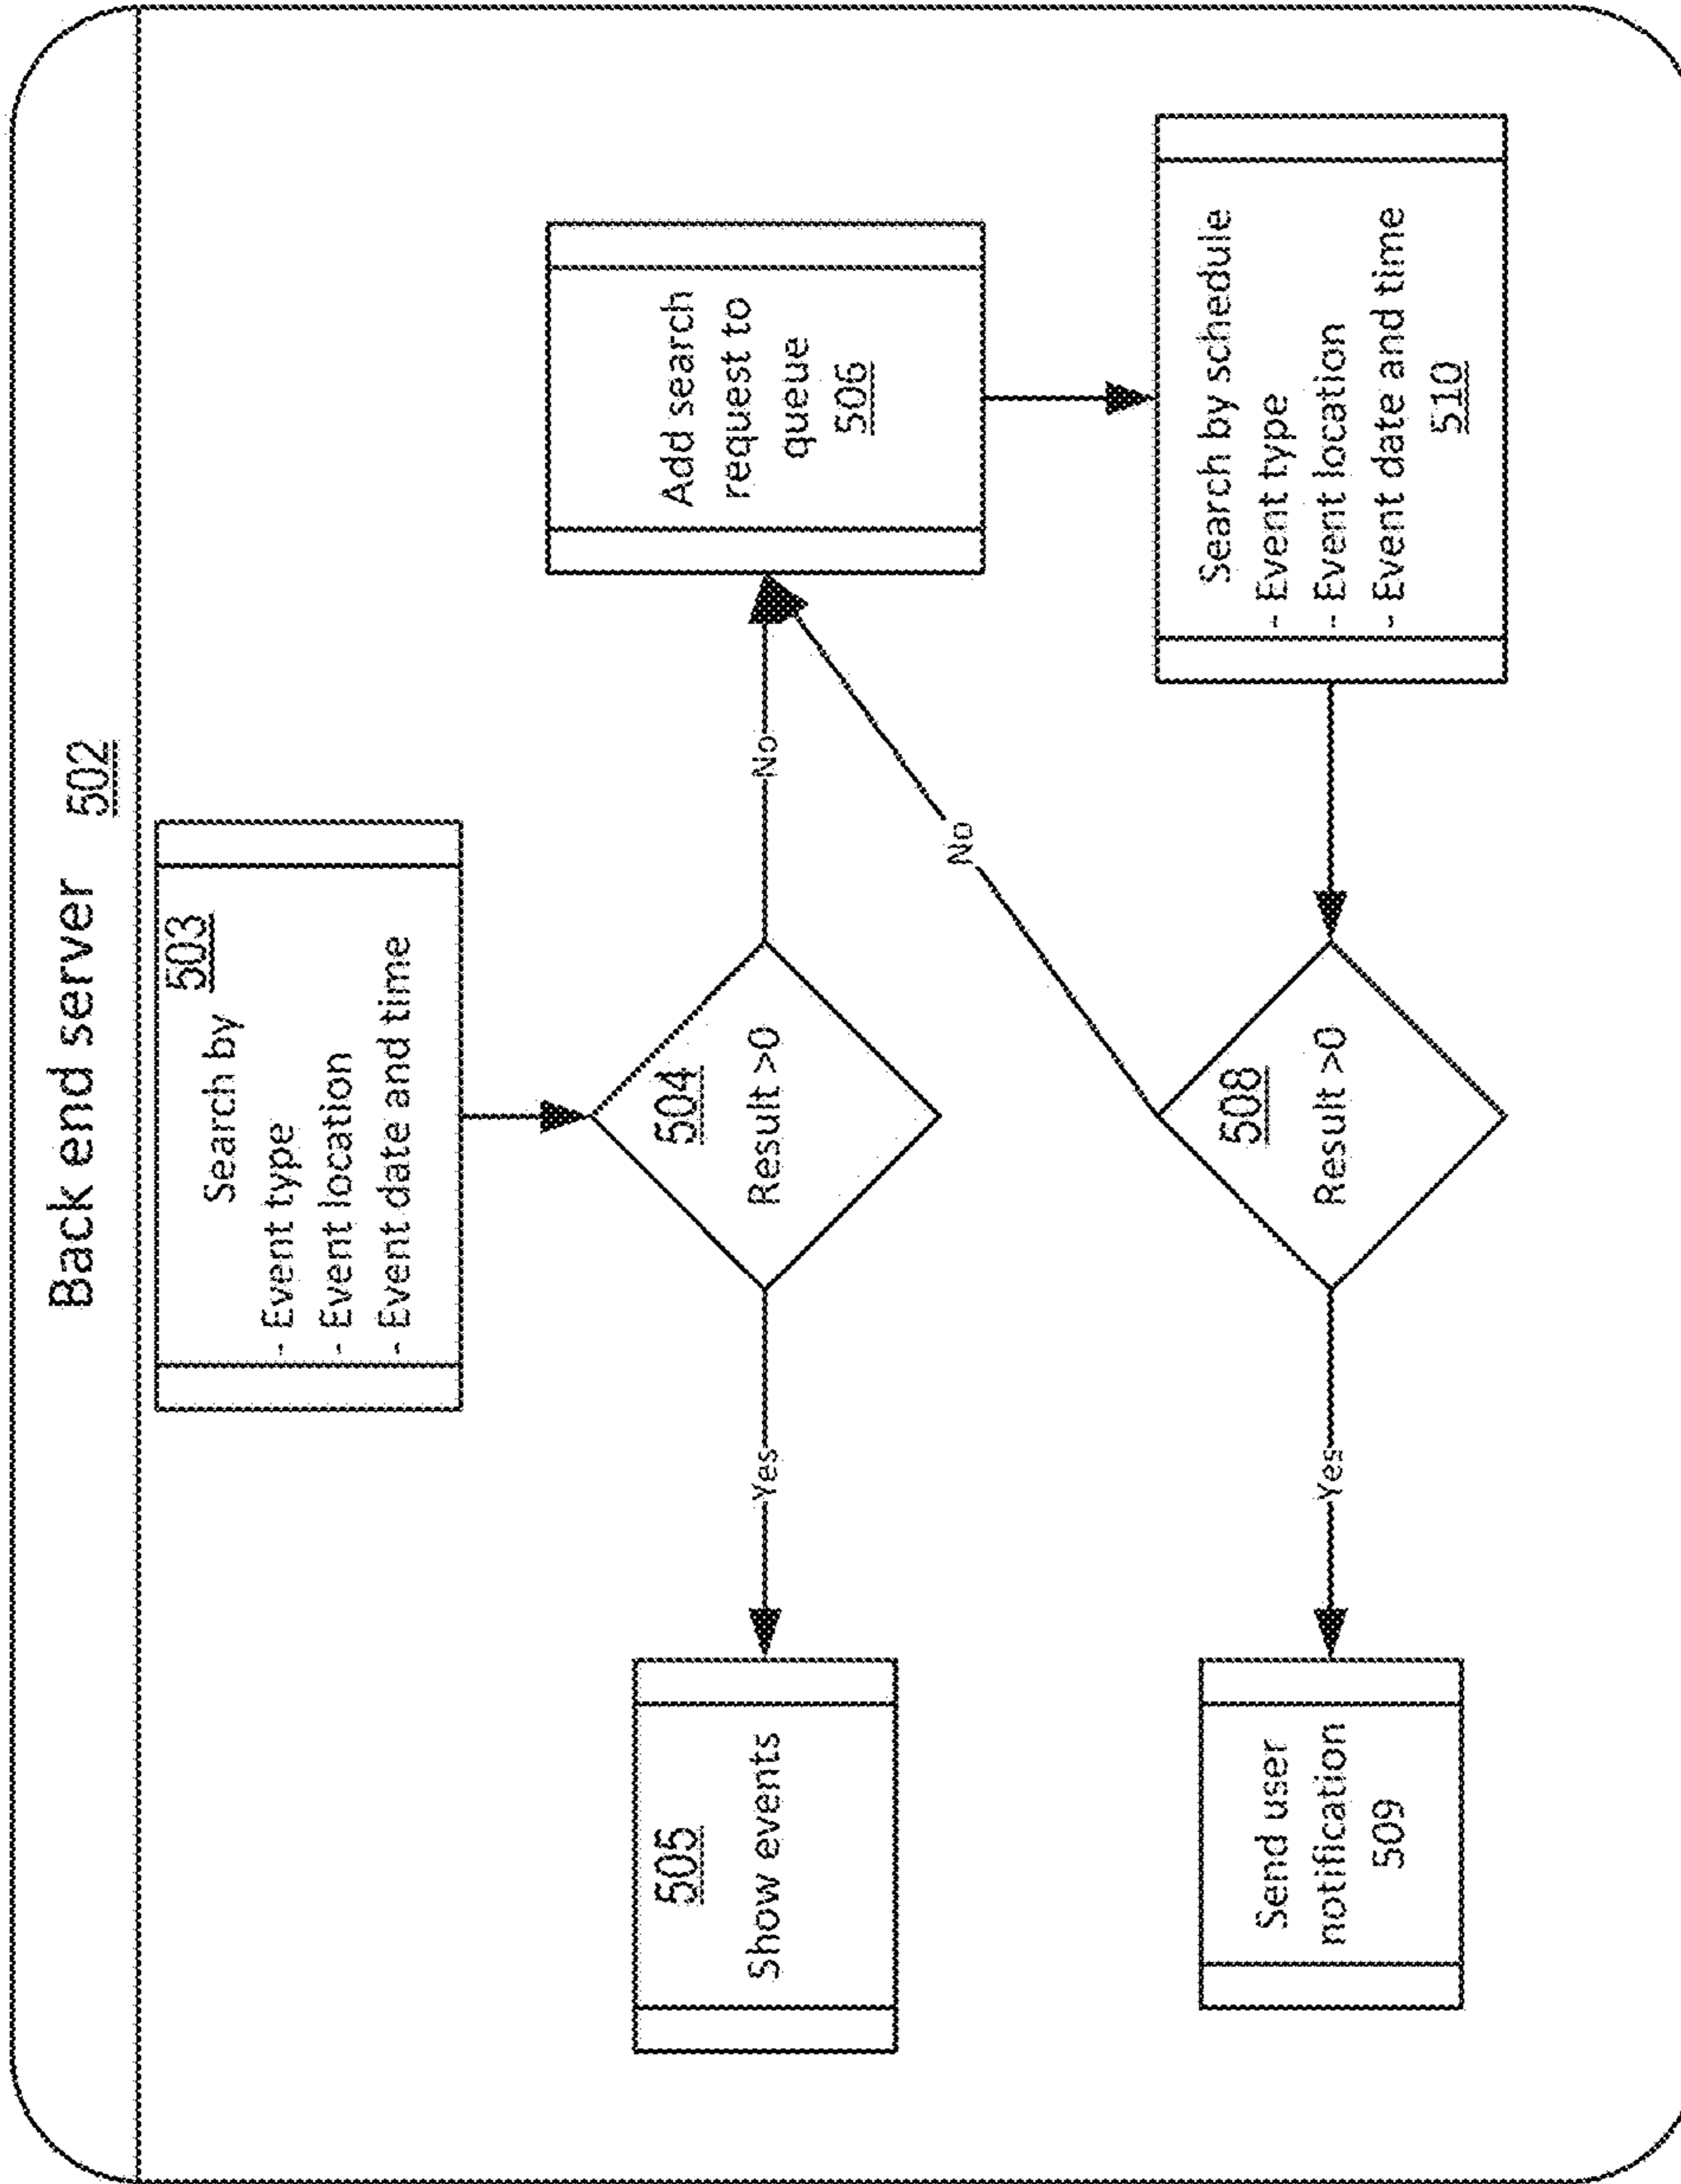 Back end server 502
503
Search by
- Event type
- Event location
- Event date and time
504
Result >0
Yes
No
505
Show events
Add search
request to
queue
506
No
508
Result >0
Yes
Search by schedule
- Event type
- Event location
- Event date and time
510
Send user
notification
509